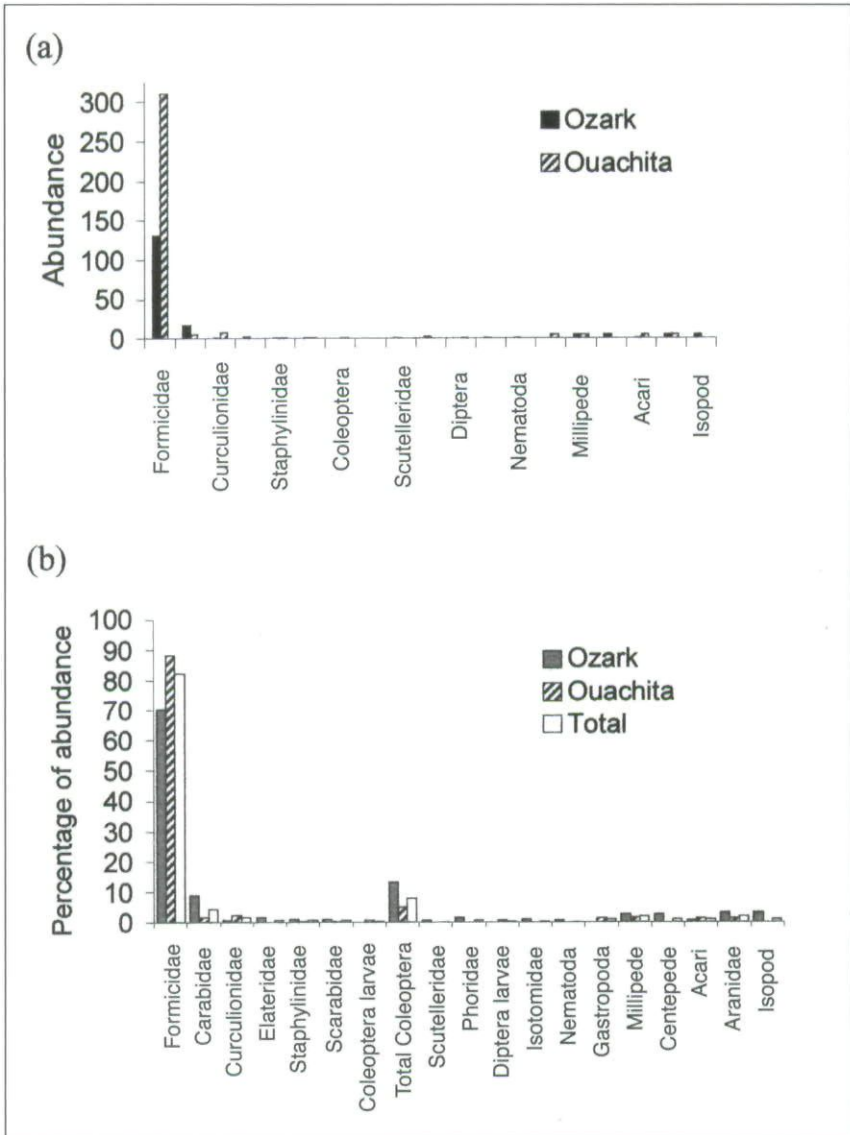 (a)
Abundance
300
250
200
150
100
50
0
Ozark
Ouachita
Formicidae
Curculionidae
Staphylinidae
Coleoptera
Scutelleridae
Diptera
Nematoda
Millipede
Acari
Isopod
(b)
Percentage of abundance
100
90
80
70
60
50
40
30
20
10
0
Ozark
Ouachita
Total
Formicidae
Carabidae
Curculionidae
Elateridae
Staphylinidae
Scarabidae
Coleoptera larvae
Total Coleoptera
Scutelleridae
Phoridae
Diptera larvae
Isotomidae
Nematoda
Gastropoda
Millipede
Centepede
Acari
Aranidae
Isopod